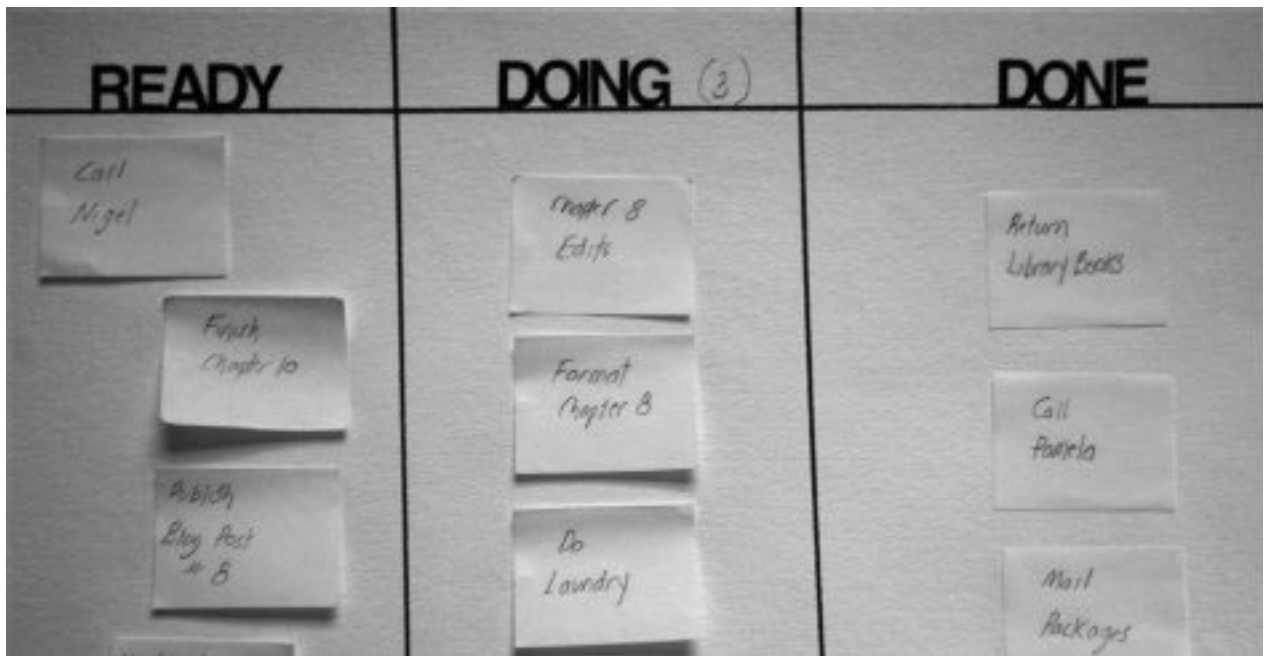 READY
Call
Nigel
Finish
Chapter 10
Publish
Blog Post
# 8
DOING (3)
Chapter 8
Edits
Format
Chapter 8
Do
Laundry
DONE
Return
Library Books
Call
Pamela
Mail
Packages